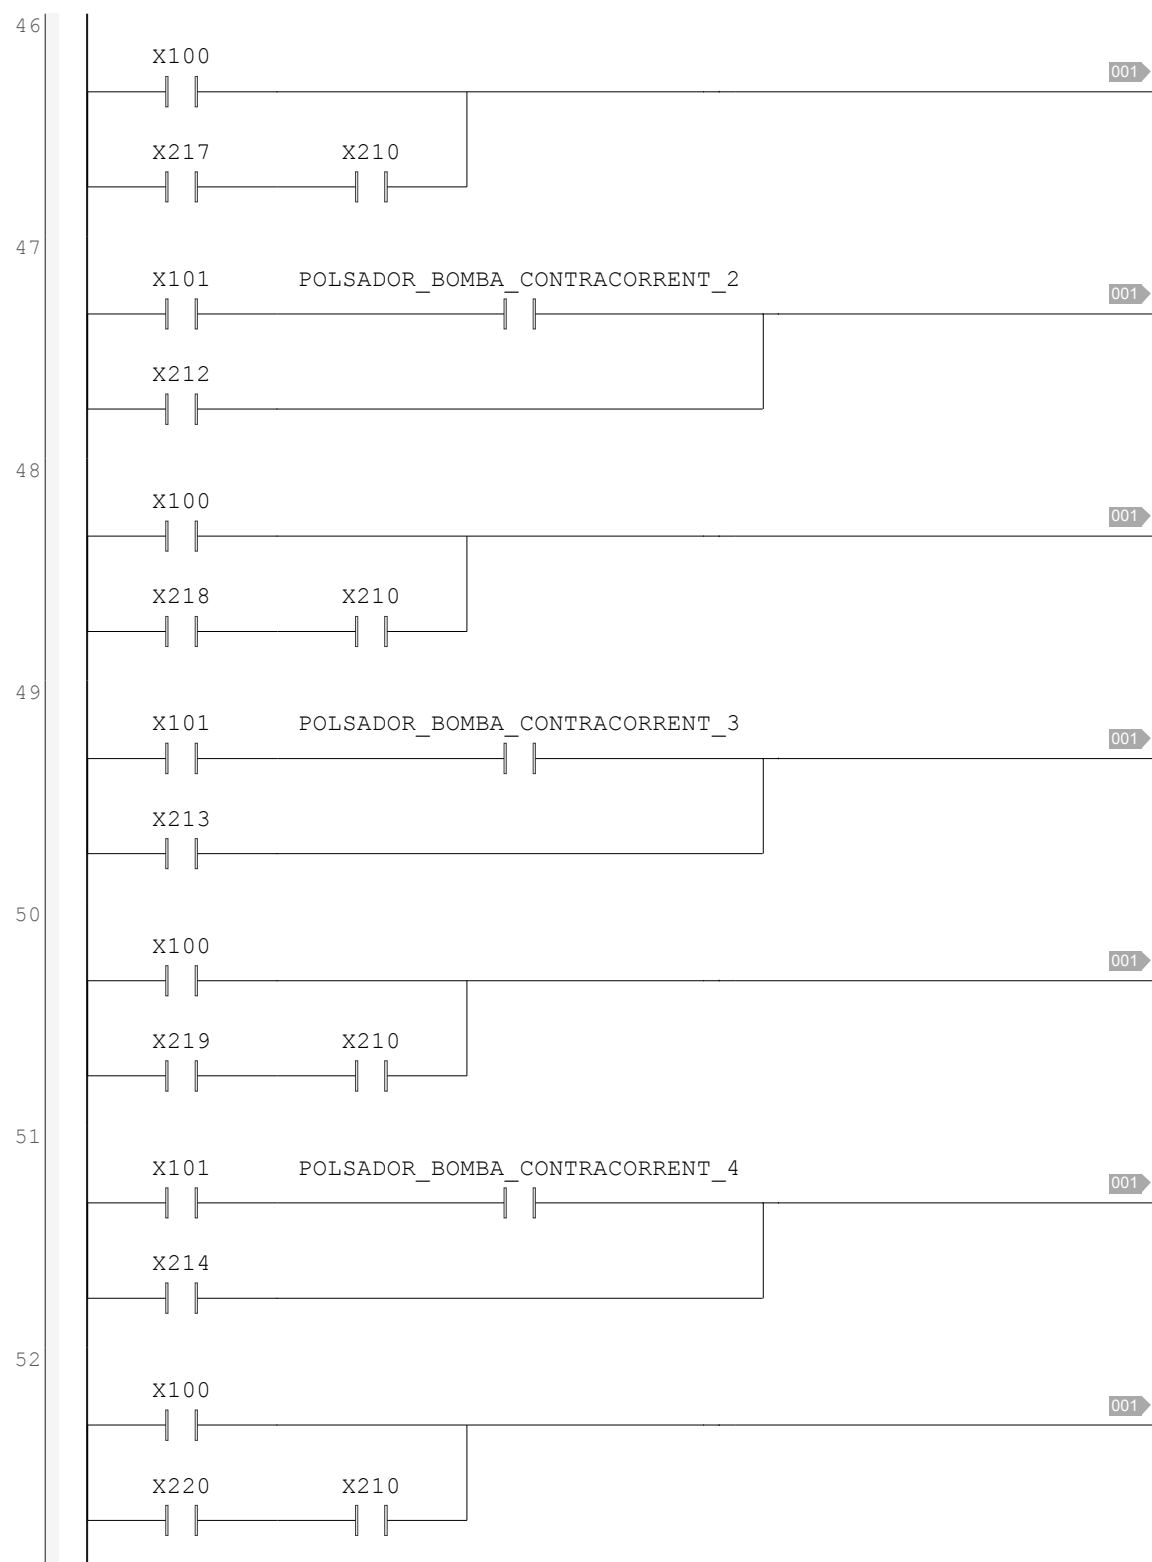 46
X100
001
X217 X210
47
X101 POLSADOR_BOMBA_CONTRACORRENT_2
001
X212
48
X100
001
X218 X210
49
X101 POLSADOR_BOMBA_CONTRACORRENT_3
001
X213
50
X100
001
X219 X210
51
X101 POLSADOR_BOMBA_CONTRACORRENT_4
001
X214
52
X100
001
X220 X210